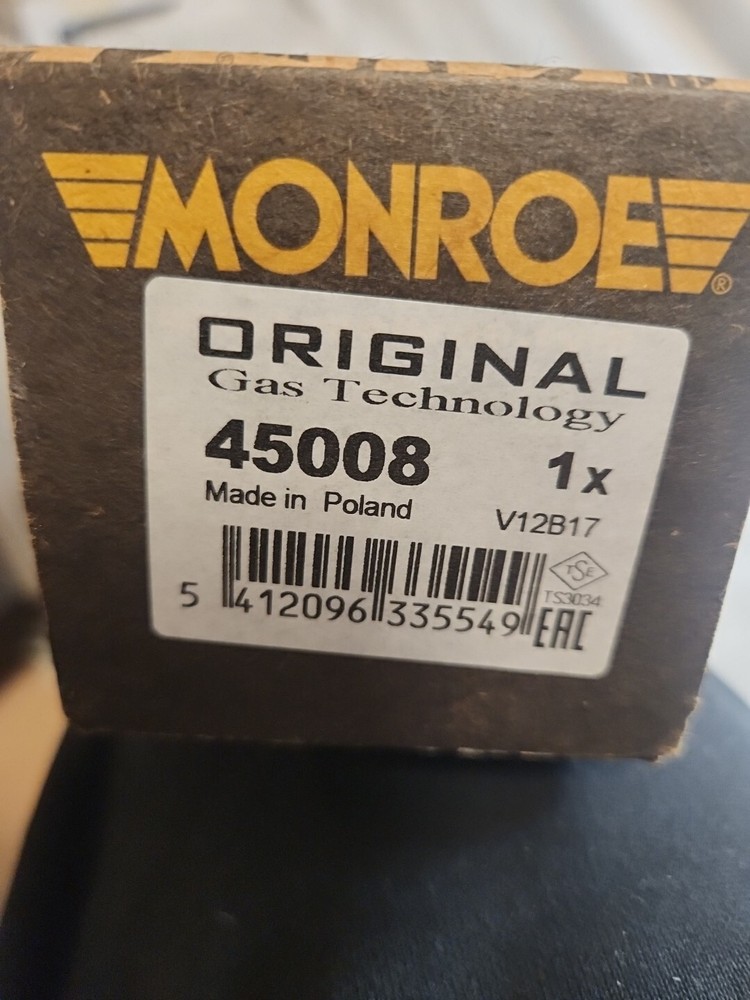 MONROE®
ORIGINAL
Gas Technology
45008 1x
Made in Poland V12B17
TSE
TS3034
5 412096 335549 EAC